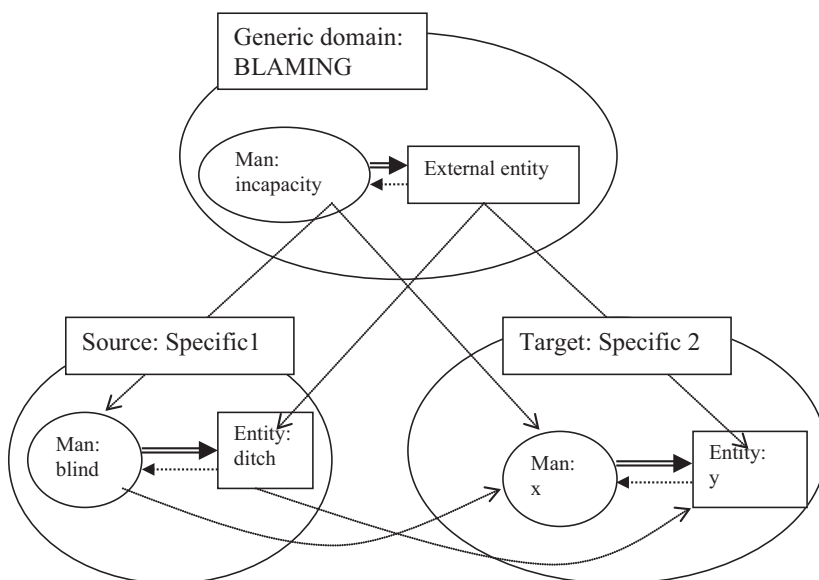 Generic domain:
BLAMING
Man:
incapacity
External entity
Source: Specific1
Target: Specific 2
Man:
blind
Entity:
ditch
Man:
x
Entity:
y